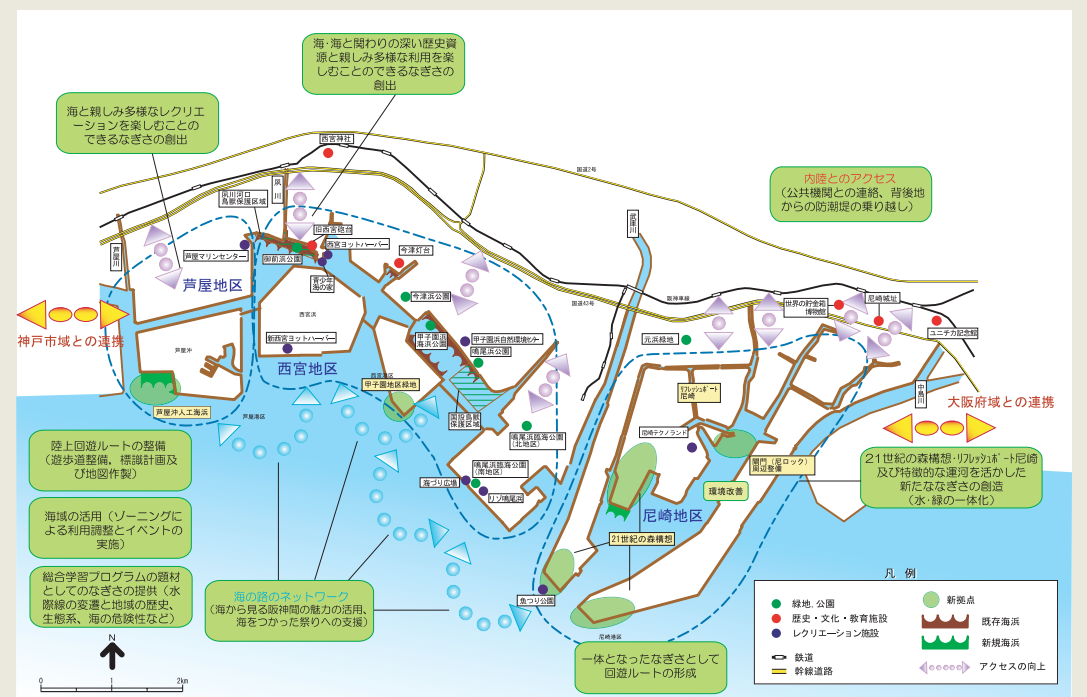 海・海と関わりの深い歴史資
源と親しみ多様な利用を楽
しむことのできるなぎさの
創出
海と親しみ多様なレクリエ
ーションを楽しむことの
できるなぎさの創出
西宮神社
国道2号
内陸とのアクセス
(公共機関との連絡、背後地
からの防潮堤の乗り越し)
夙川
夙川河口
鳥獣保護区域
武庫川
芦屋川
旧西宮砲台
西宮ヨットハーバー
今津灯台
芦屋マリンセンター
御前浜公園
青少年
海の家
芦屋地区
今津浜公園
国道43号
阪神電車線
世界の貯金箱
博物館
尼崎城址
ユニチカ記念館
西宮浜
神戸市域との連携
新西宮ヨットハーバー
甲子園浜
海浜公園
甲子園浜自然環境センター
鳴尾浜公園
元浜緑地
芦屋沖
西宮地区
西宮港区
甲子園地区緑地
リフレッシュポート
尼崎
中島川
大阪府域との連携
芦屋沖人工海浜
芦屋港区
国設鳥獣
保護区域
鳴尾浜臨海公園
(北地区)
尼崎テクノランド
陸上回遊ルートの整備
(遊歩道整備，標識計画及
び地図作製)
閘門(尼ロック)
周辺整備
21世紀の森構想・リフレッシュポート尼崎
及び特徴的な運河を活かした
新たななぎさの創造
(水・緑の一体化)
鳴尾浜臨海公園
(南地区)
海づり広場
リゾ鳴尾浜
環境改善
尼崎地区
海域の活用(ゾーニングに
よる利用調整とイベントの
実施)
21世紀の森構想
総合学習プログラムの題材
としてのなぎさの提供(水
際線の変遷と地域の歴史、
生態系、海の危険性など)
海の路のネットワーク
(海から見る阪神間の魅力の活用、
海をつかった祭りへの支援)
魚つり公園
尼崎港区
一体となったなぎさとして
回遊ルートの形成
凡 例
緑地、公園
歴史・文化・教育施設
レクリエーション施設
鉄道
幹線道路
新拠点
既存海浜
新規海浜
アクセスの向上
N
0 1 2km